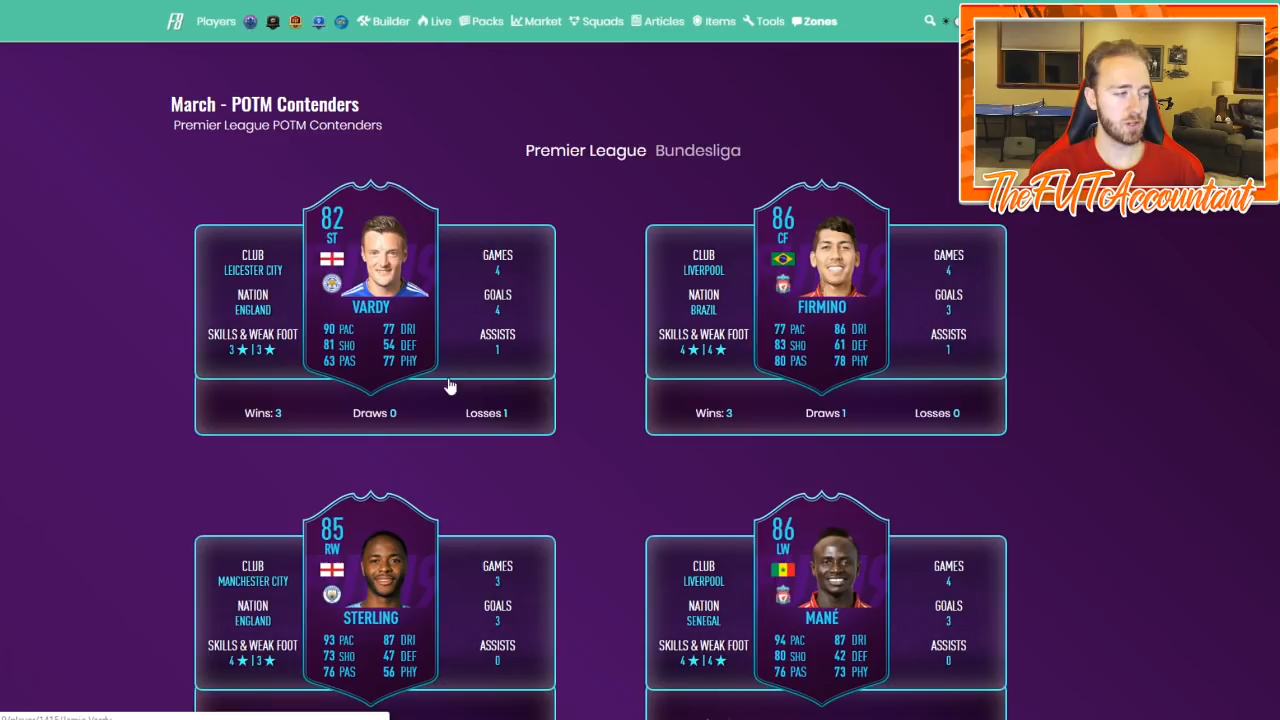 F8 Players Builder Live Packs Market Squads Articles Items Tools Zones
TheFUTAccountant
March - POTM Contenders
Premier League POTM Contenders
Premier League Bundesliga
82
ST
CLUB
LEICESTER CITY
NATION
ENGLAND
SKILLS & WEAK FOOT
3 ★ | 3 ★
VARDY
90 PAC 77 DRI
81 SHO 54 DEF
63 PAS 77 PHY
GAMES
4
GOALS
4
ASSISTS
1
Wins: 3 Draws 0 Losses 1
86
CF
CLUB
LIVERPOOL
NATION
BRAZIL
SKILLS & WEAK FOOT
4 ★ | 4 ★
FIRMINO
77 PAC 86 DRI
83 SHO 61 DEF
80 PAS 78 PHY
GAMES
4
GOALS
3
ASSISTS
1
Wins: 3 Draws 1 Losses 0
85
RW
CLUB
MANCHESTER CITY
NATION
ENGLAND
SKILLS & WEAK FOOT
4 ★ | 3 ★
STERLING
93 PAC 87 DRI
73 SHO 47 DEF
76 PAS 56 PHY
GAMES
3
GOALS
3
ASSISTS
0
86
LW
CLUB
LIVERPOOL
NATION
SENEGAL
SKILLS & WEAK FOOT
4 ★ | 4 ★
MANÉ
94 PAC 87 DRI
80 SHO 42 DEF
76 PAS 73 PHY
GAMES
4
GOALS
3
ASSISTS
0